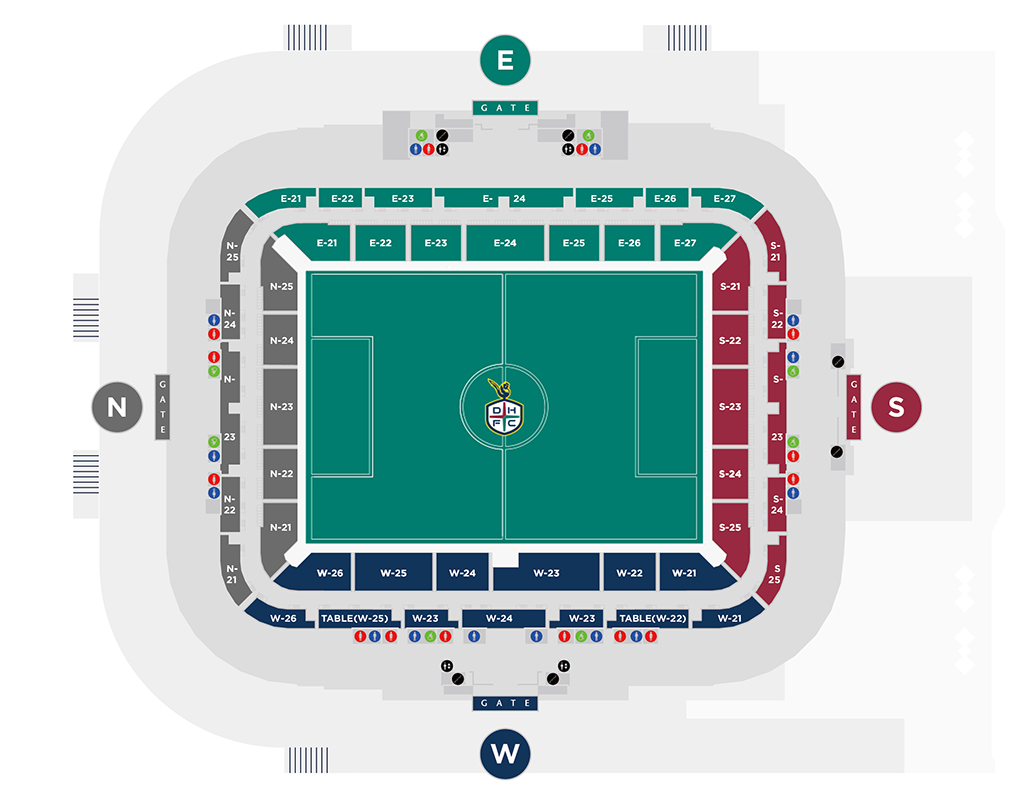 E
GATE
E-21 E-22 E-23 E- 24 E-25 E-26 E-27
E-21 E-22 E-23 E-24 E-25 E-26 E-27
N-
25
N-25
S-21
S-
21
N-
24
N-24
S-22
S-
22
N
GATE
N-
23
N-23
DH
FC
S-23
S-
23
GATE
S
N-
22
N-22
S-24
S-
24
N-
21
N-21
S-25
S
25
W-26 W-25 W-24 W-23 W-22 W-21
W-26 TABLE(W-25) W-23 W-24 W-23 TABLE(W-22) W-21
GATE
W